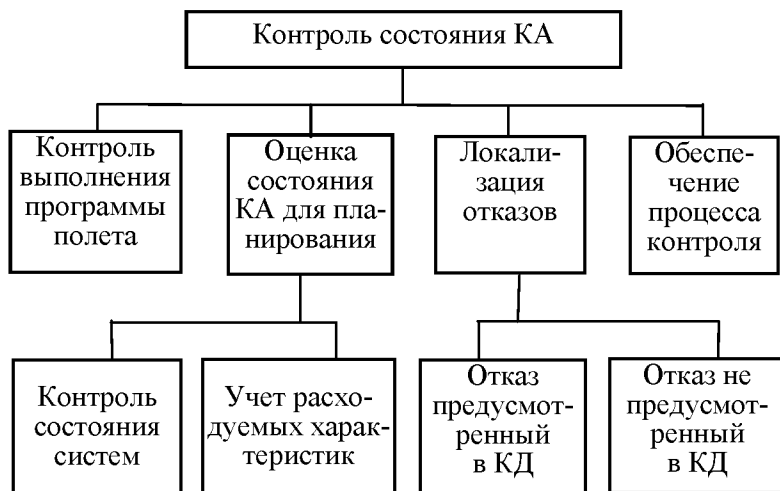 Контроль состояния КА
Контроль
выполнения
программы
полета
Оценка
состояния
КА для пла-
нирования
Локали-
зация
отказов
Обеспе-
чение
процесса
контроля
Контроль
состояния
систем
Учет расхо-
дуемых харак-
теристик
Отказ
предусмот-
ренный
в КД
Отказ не
предусмот-
ренный
в КД